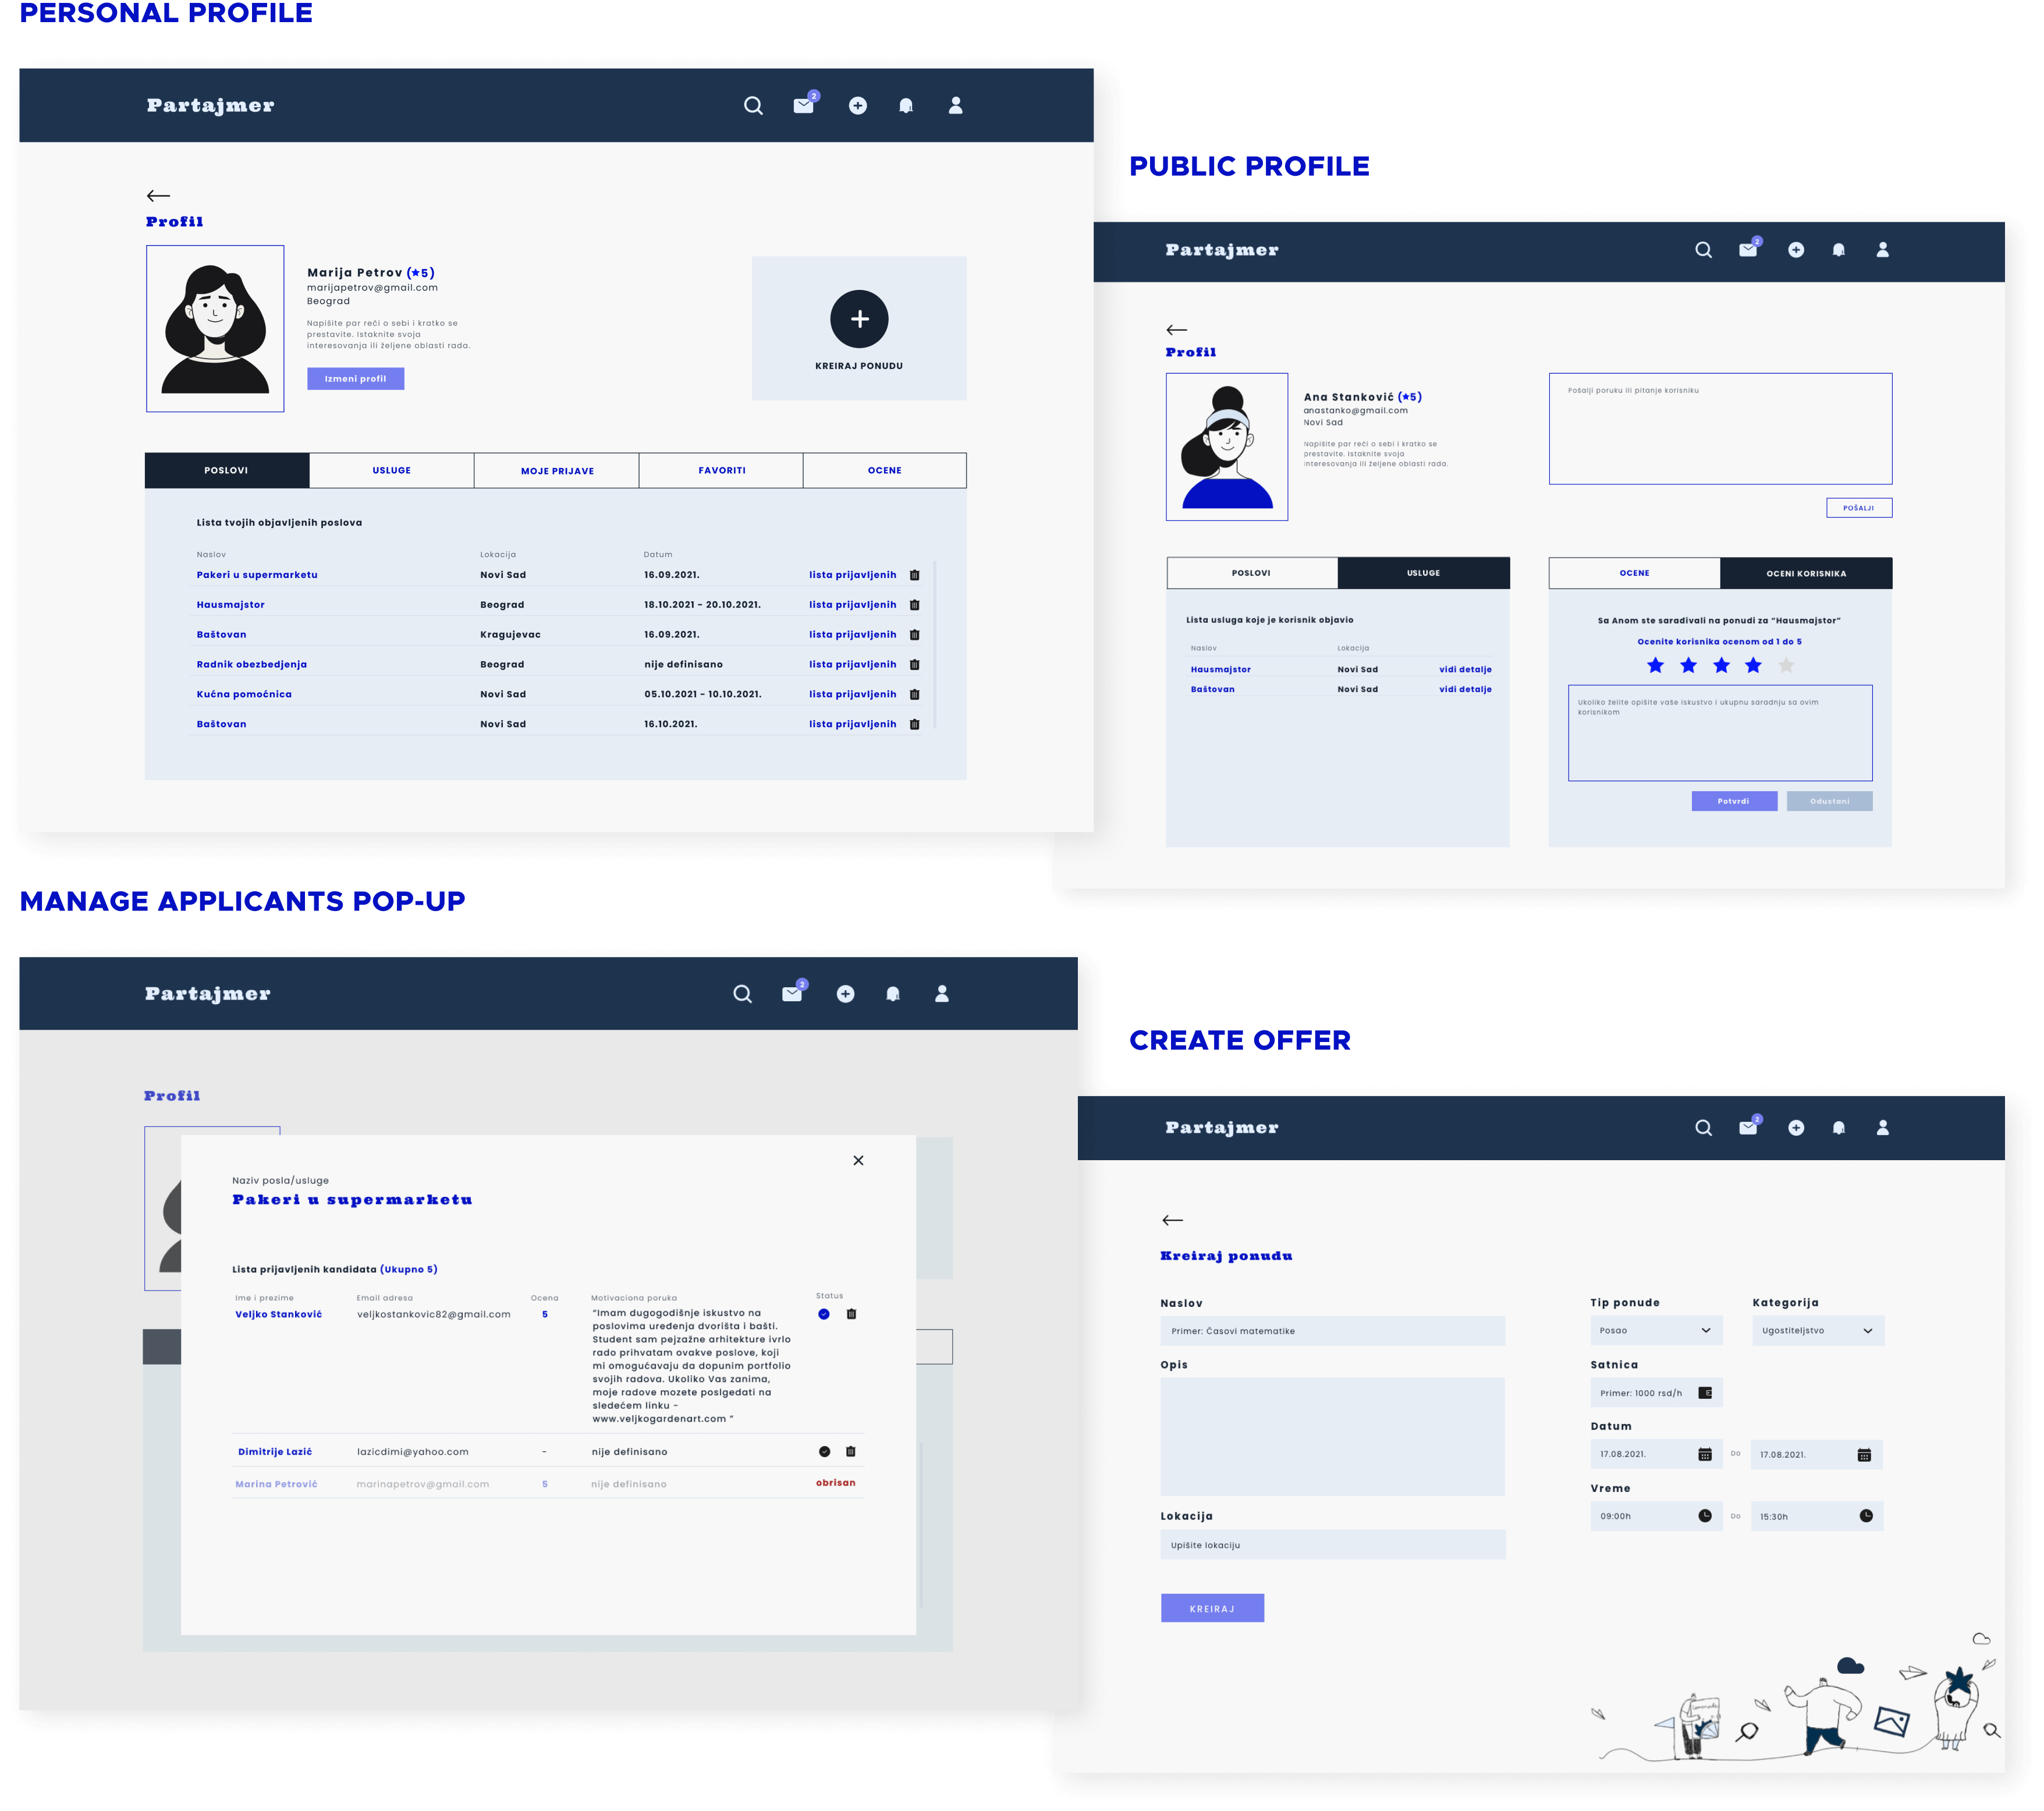 PERSONAL PROFILE
Partajmer
2
Profil
Marija Petrov (★5)
marijapetrov@gmail.com
Beograd
Napišite par reči o sebi i kratko se
prestavite. Istaknite svoja
interesovanja ili željene oblasti rada.
Izmeni profil
KREIRAJ PONUDU
POSLOVI USLUGE MOJE PRIJAVE FAVORITI OCENE
Lista tvojih objavljenih poslova
Naslov Lokacija Datum
Pakeri u supermarketu Novi Sad 16.09.2021. lista prijavljenih
Hausmajstor Beograd 18.10.2021 - 20.10.2021. lista prijavljenih
Baštovan Kragujevac 16.09.2021. lista prijavljenih
Radnik obezbedjenja Beograd nije definisano lista prijavljenih
Kućna pomoćnica Novi Sad 05.10.2021 - 10.10.2021. lista prijavljenih
Baštovan Novi Sad 16.10.2021. lista prijavljenih
PUBLIC PROFILE
Partajmer
2
Profil
Ana Stanković (★5)
anastanko@gmail.com
Novi Sad
Napišite par reči o sebi i kratko se
prestavite. Istaknite svoja
interesovanja ili željene oblasti rada.
Pošalji poruku ili pitanje korisniku
POŠALJI
POSLOVI USLUGE
Lista usluga koje je korisnik objavio
Naslov Lokacija
Hausmajstor Novi Sad vidi detalje
Baštovan Novi Sad vidi detalje
OCENE OCENI KORISNIKA
Sa Anom ste sarađivali na ponudi za “Hausmajstor”
Ocenite korisnika ocenom od 1 do 5
Ukoliko želite opišite vaše iskustvo i ukupnu saradnju sa ovim
korisnikom
Potvrdi Odustani
MANAGE APPLICANTS POP-UP
Partajmer
2
Profil
Naziv posla/usluge
Pakeri u supermarketu
Lista prijavljenih kandidata (Ukupno 5)
Ime i prezime Email adresa Ocena Motivaciona poruka Status
Veljko Stanković veljkostankovic82@gmail.com 5 “Imam dugogodišnje iskustvo na
poslovima uređenja dvorišta i bašti.
Student sam pejzažne arhitekture ivrlo
rado prihvatam ovakve poslove, koji
mi omogućavaju da dopunim portfolio
svojih radova. Ukoliko Vas zanima,
moje radove mozete poslgedati na
sledećem linku -
www.veljkogardenart.com ”
Dimitrije Lazić lazicdimi@yahoo.com - nije definisano
Marina Petrović marinapetrov@gmail.com 5 nije definisano obrisan
CREATE OFFER
Partajmer
2
Kreiraj ponudu
Naslov
Primer: Časovi matematike
Opis
Lokacija
Upišite lokaciju
KREIRAJ
Tip ponude Kategorija
Posao Ugostiteljstvo
Satnica
Primer: 1000 rsd/h
Datum
17.08.2021. Do 17.08.2021.
Vreme
09:00h Do 15:30h